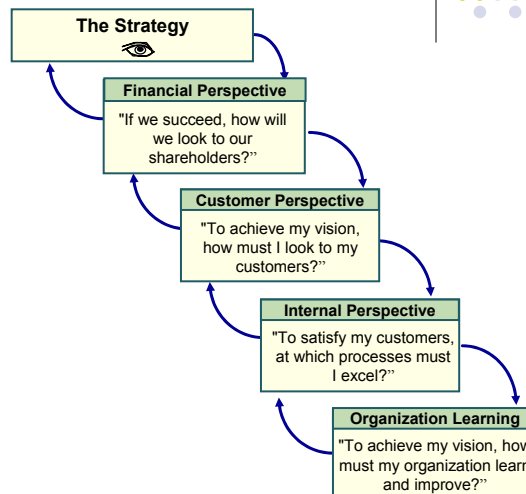 The Strategy
Financial Perspective
"If we succeed, how will
we look to our
shareholders?”
Customer Perspective
"To achieve my vision,
how must I look to my
customers?”
Internal Perspective
"To satisfy my customers,
at which processes must
I excel?”
Organization Learning
"To achieve my vision, how
must my organization learn
and improve?”